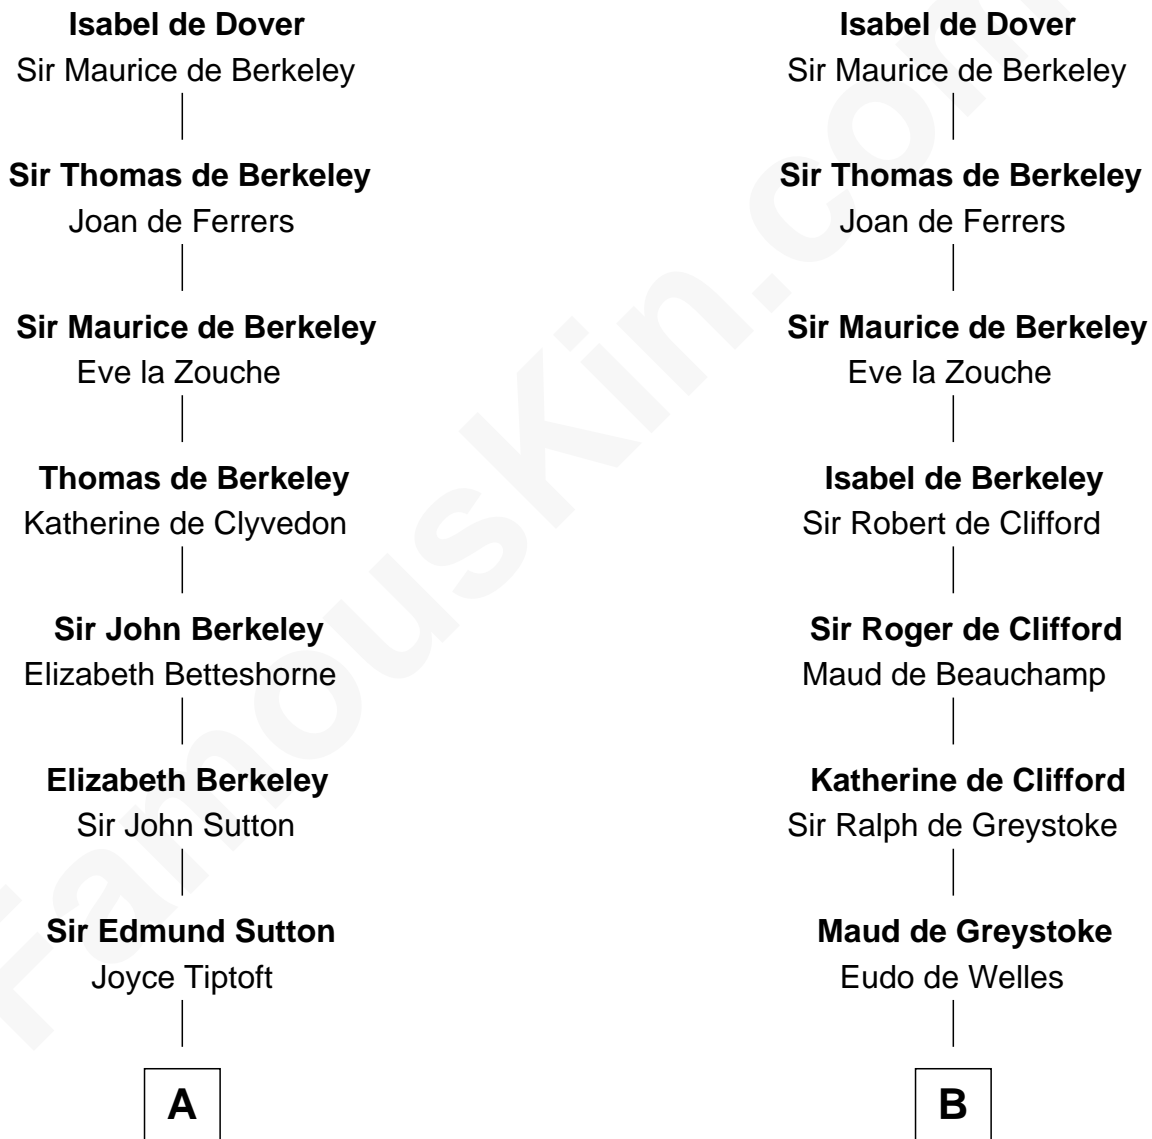 Isabel de Dover
Sir Maurice de Berkeley
Sir Thomas de Berkeley
Joan de Ferrers
Sir Maurice de Berkeley
Eve la Zouche
Thomas de Berkeley
Katherine de Clyvedon
Sir John Berkeley
Elizabeth Betteshorne
Elizabeth Berkeley
Sir John Sutton
Sir Edmund Sutton
Joyce Tiptoft
A
Isabel de Dover
Sir Maurice de Berkeley
Sir Thomas de Berkeley
Joan de Ferrers
Sir Maurice de Berkeley
Eve la Zouche
Isabel de Berkeley
Sir Robert de Clifford
Sir Roger de Clifford
Maud de Beauchamp
Katherine de Clifford
Sir Ralph de Greystoke
Maud de Greystoke
Eudo de Welles
B
FamousKin.com